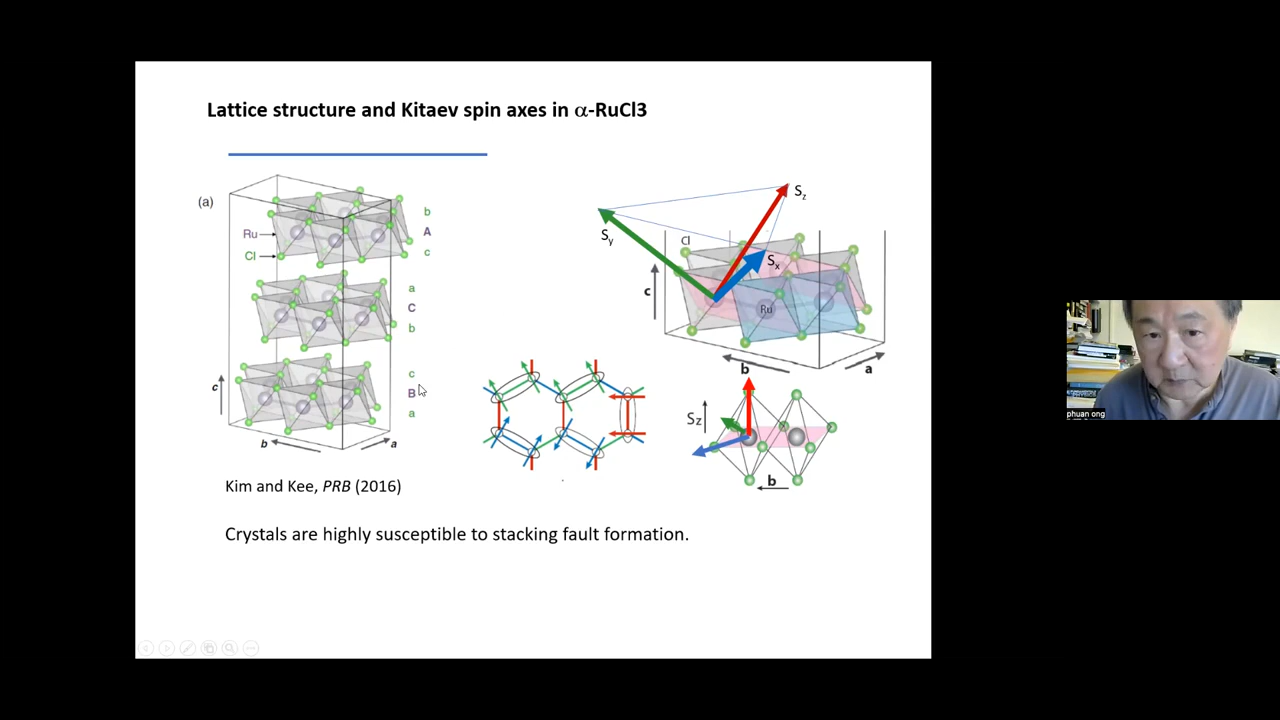 Lattice structure and Kitaev spin axes in α-RuCl3
(a)
Ru
Cl
b
A
c
a
C
b
c
B
a
c
b
a
Sz
Sy
Sx
Cl
Ru
c
b
a
Sz
b
Kim and Kee, PRB (2016)
Crystals are highly susceptible to stacking fault formation.
phuan ong